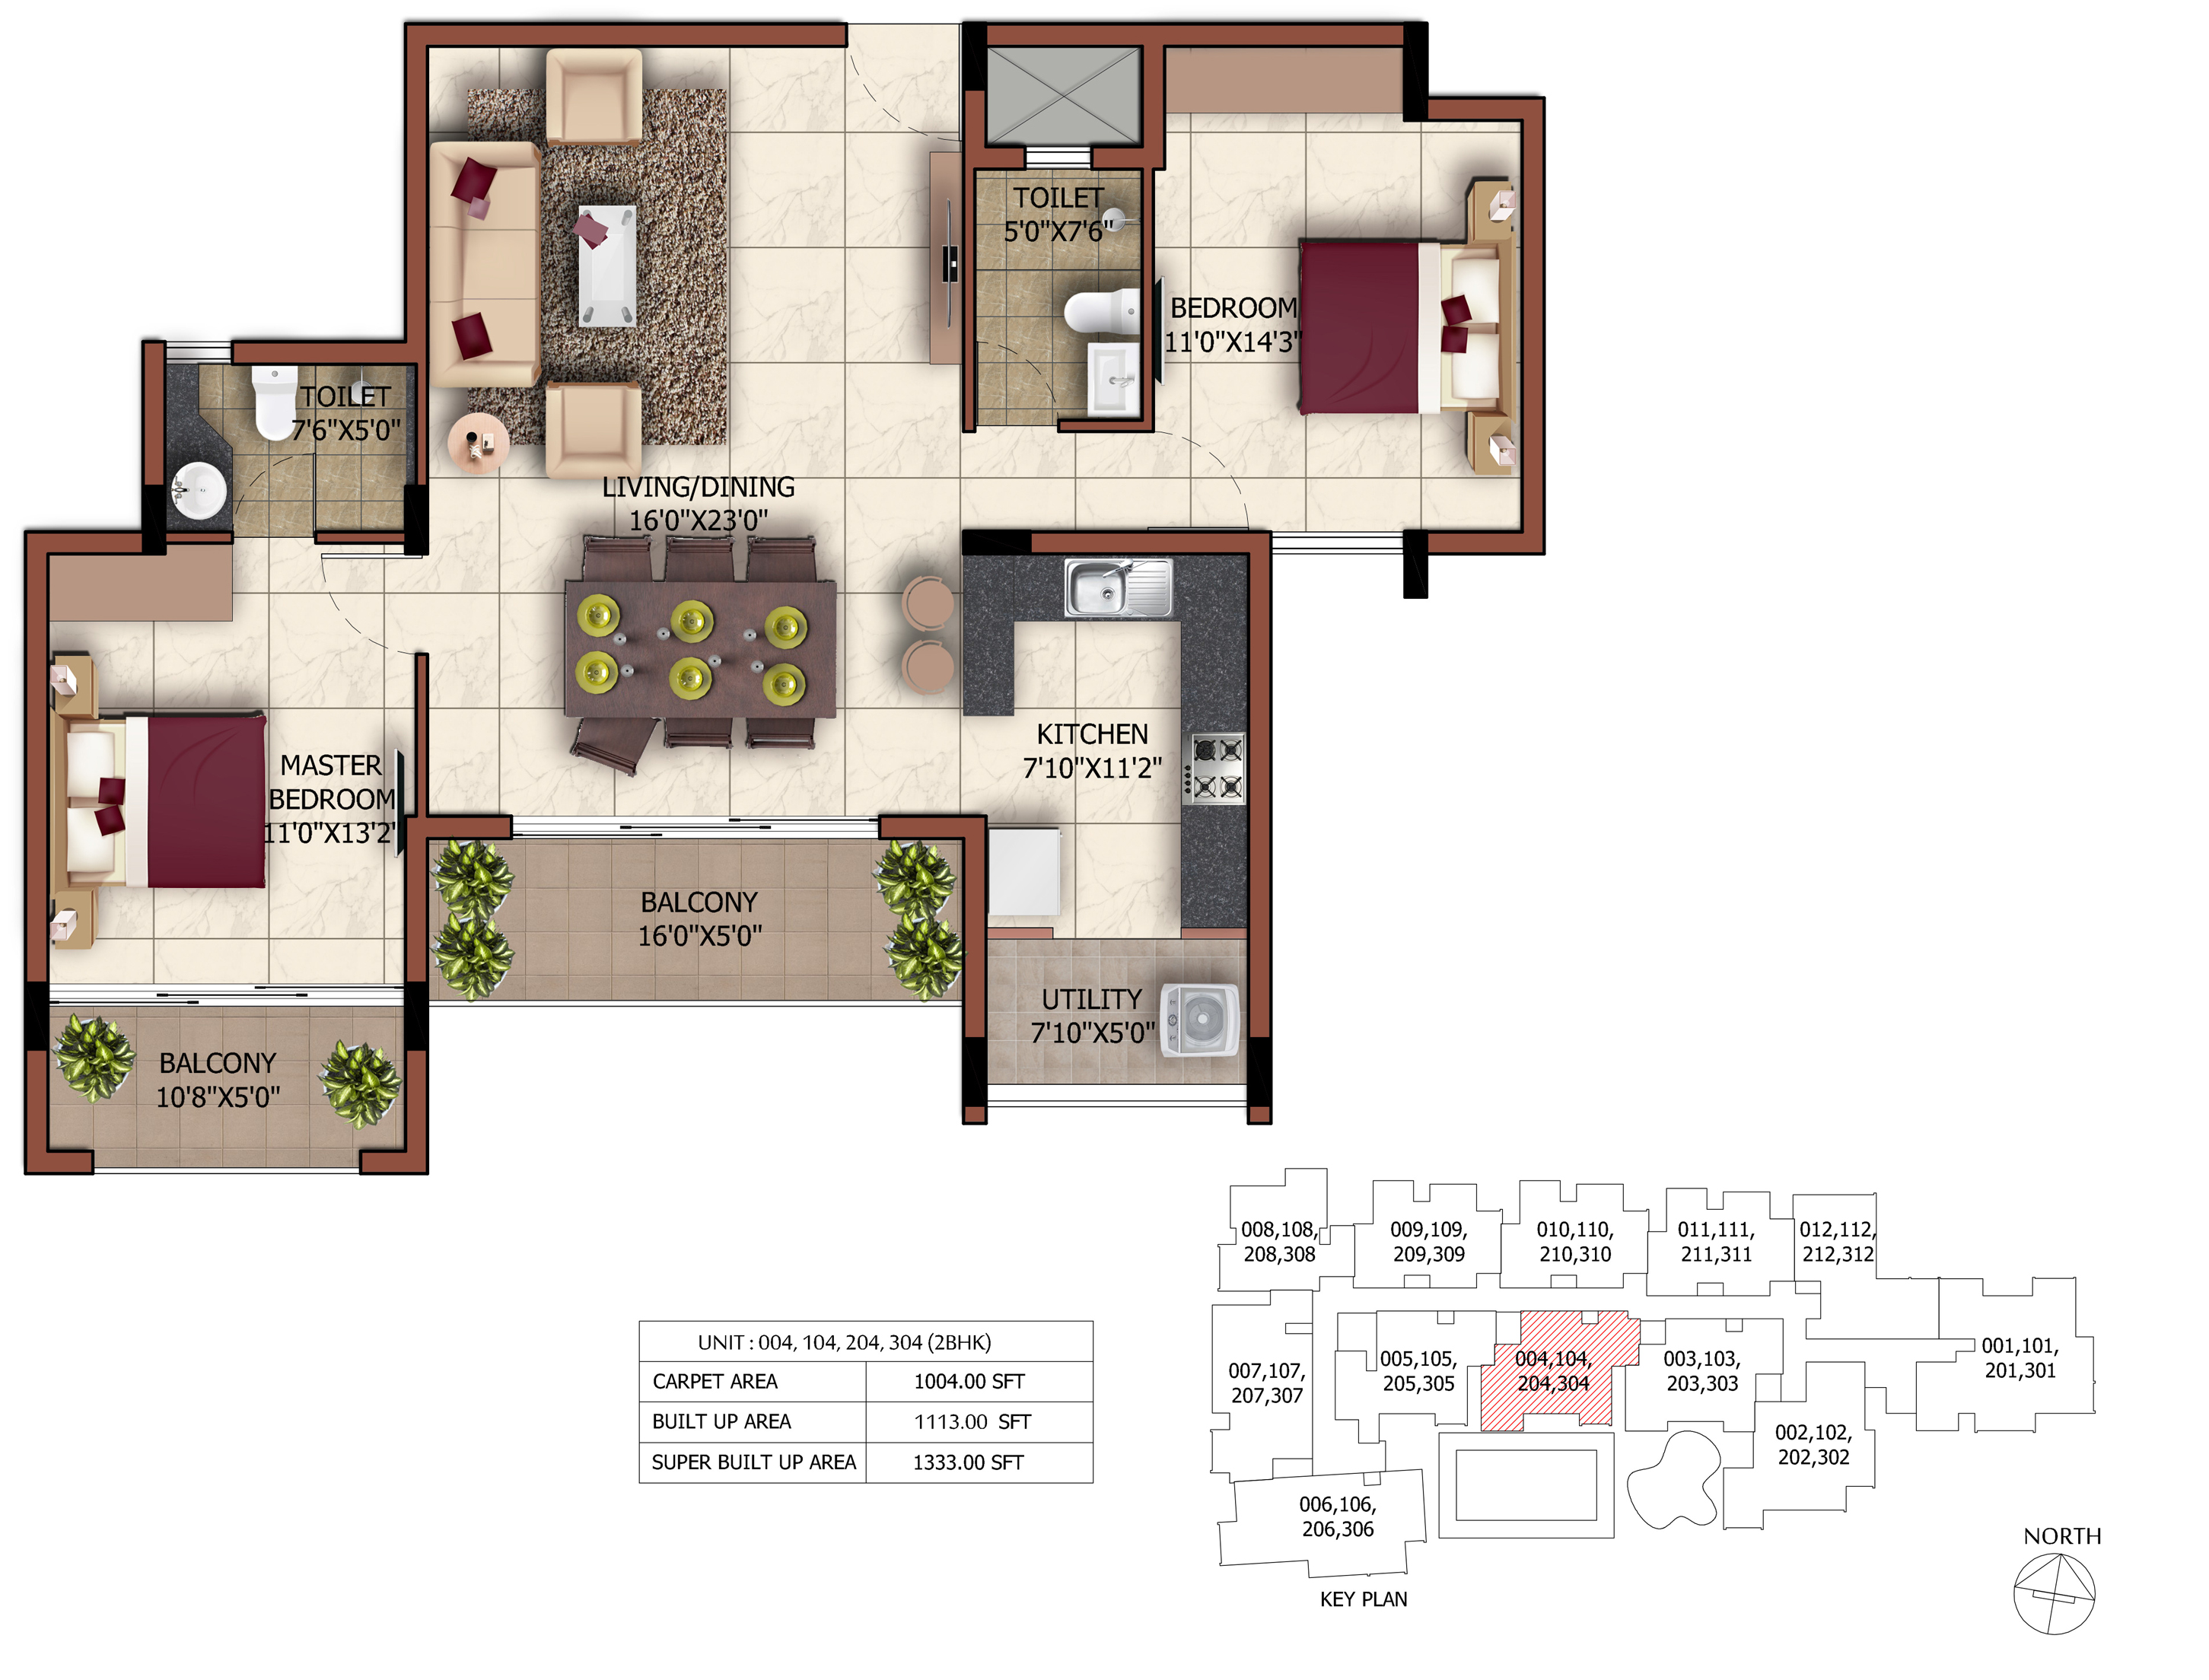 TOILET
5'0"X7'6"
BEDROOM
11'0"X14'3"
TOILET
7'6"X5'0"
LIVING/DINING
16'0"X23'0"
KITCHEN
7'10"X11'2"
MASTER
BEDROOM
11'0"X13'2"
BALCONY
16'0"X5'0"
UTILITY
7'10"X5'0"
BALCONY
10'8"X5'0"
UNIT : 004, 104, 204, 304 (2BHK)
CARPET AREA 1004.00 SFT
BUILT UP AREA 1113.00 SFT
SUPER BUILT UP AREA 1333.00 SFT
008,108,
208,308
009,109,
209,309
010,110,
210,310
011,111,
211,311
012,112,
212,312
007,107,
207,307
005,105,
205,305
004,104,
204,304
003,103,
203,303
001,101,
201,301
002,102,
202,302
006,106,
206,306
KEY PLAN
NORTH